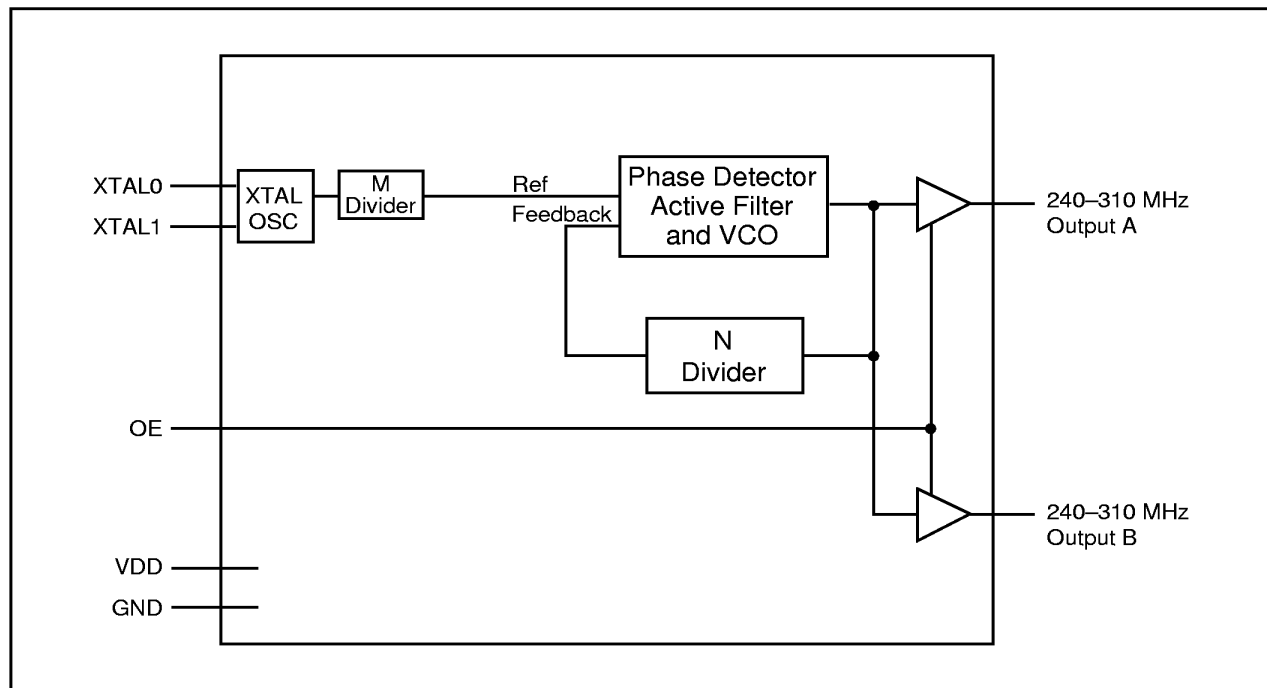 XTAL0
XTAL1
XTAL
OSC
M
Divider
Ref
Feedback
Phase Detector
Active Filter
and VCO
240–310 MHz
Output A
N
Divider
OE
240–310 MHz
Output B
VDD
GND